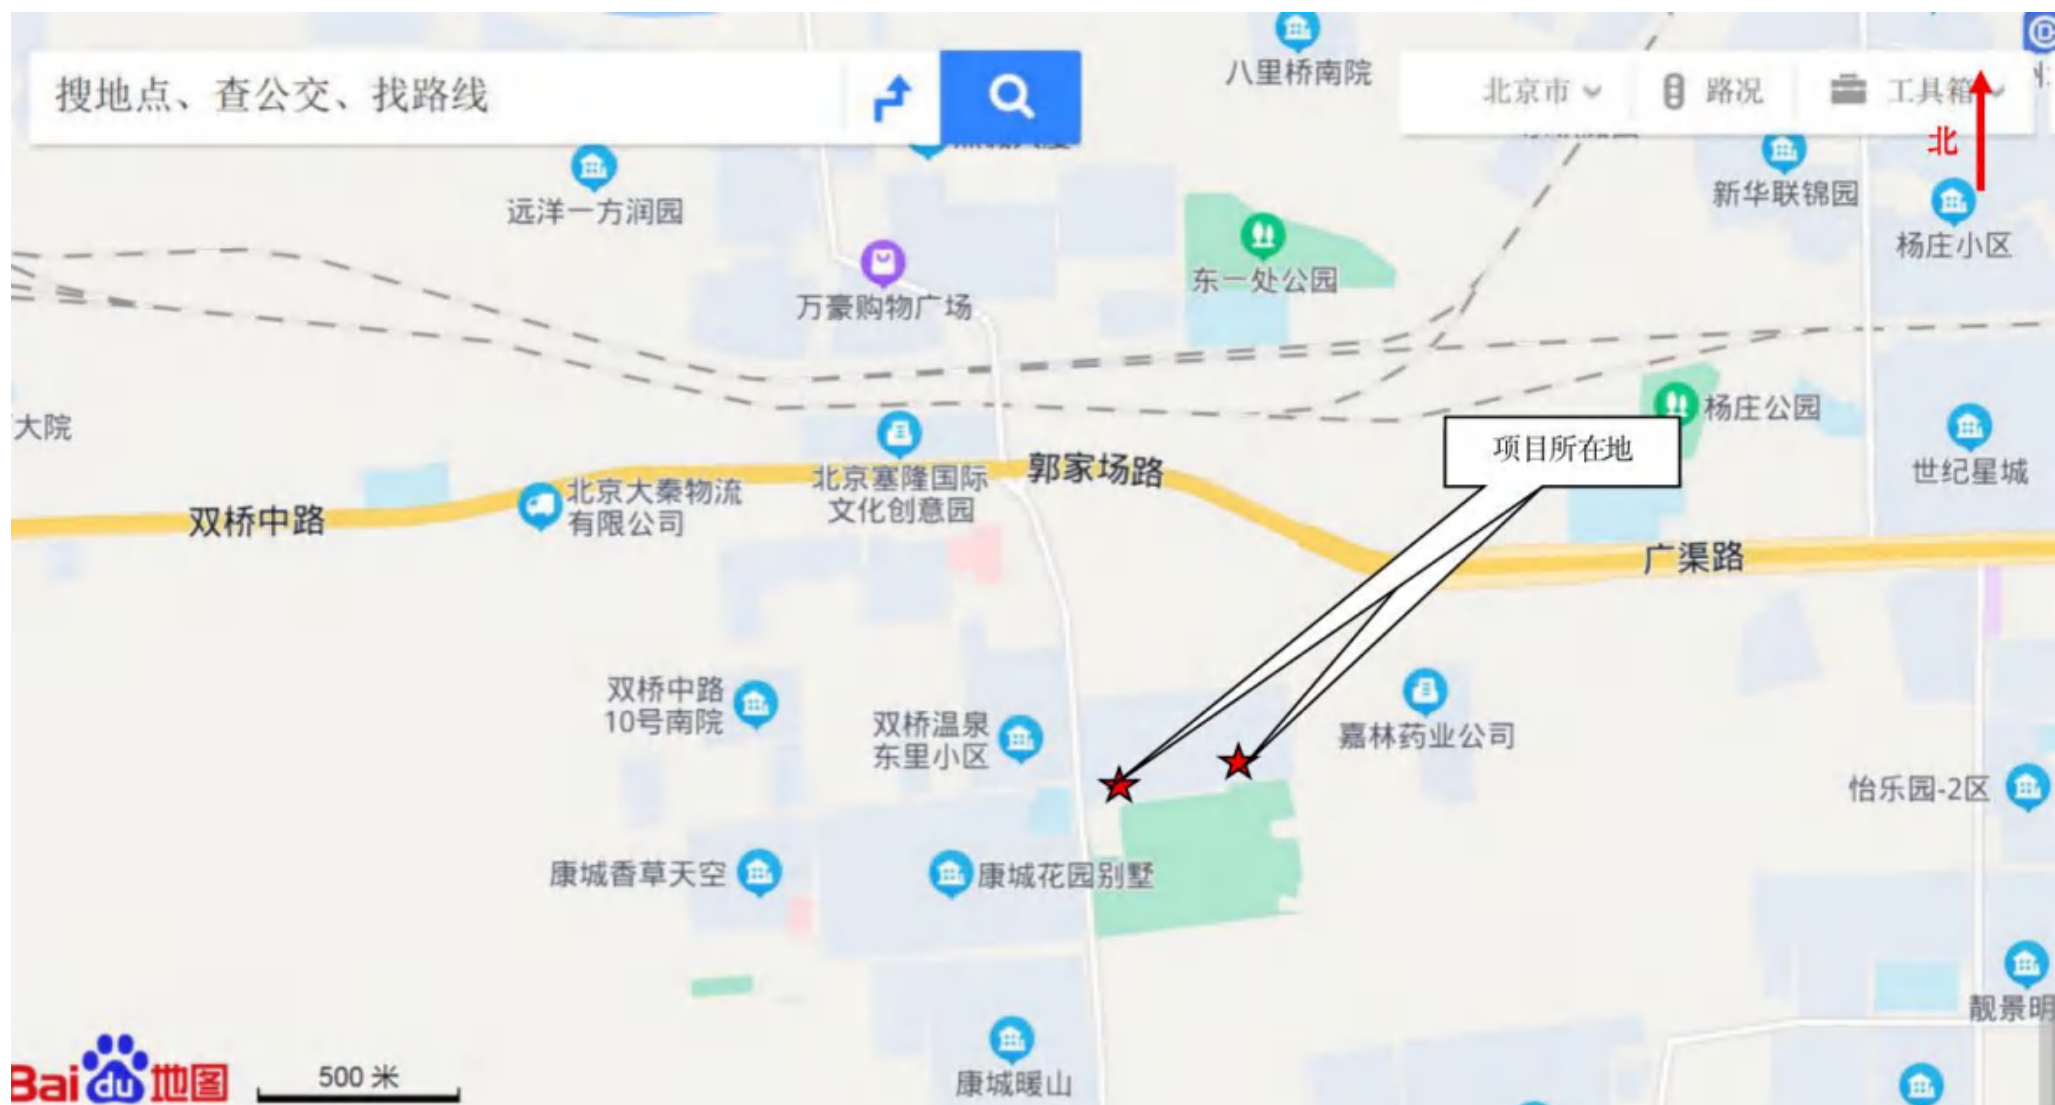 八里桥南院
搜地点、查公交、找路线
北京市
路况
工具箱
北
远洋一方润园
新华联锦园
杨庄小区
东一处公园
万豪购物广场
大院
杨庄公园
项目所在地
郭家场路
世纪星城
北京塞隆国际
文化创意园
北京大秦物流
有限公司
双桥中路
广渠路
双桥中路
10号南院
双桥温泉
东里小区
嘉林药业公司
怡乐园-2区
康城香草天空
康城花园别墅
靓景明
康城暖山
Bai du 地图
500 米